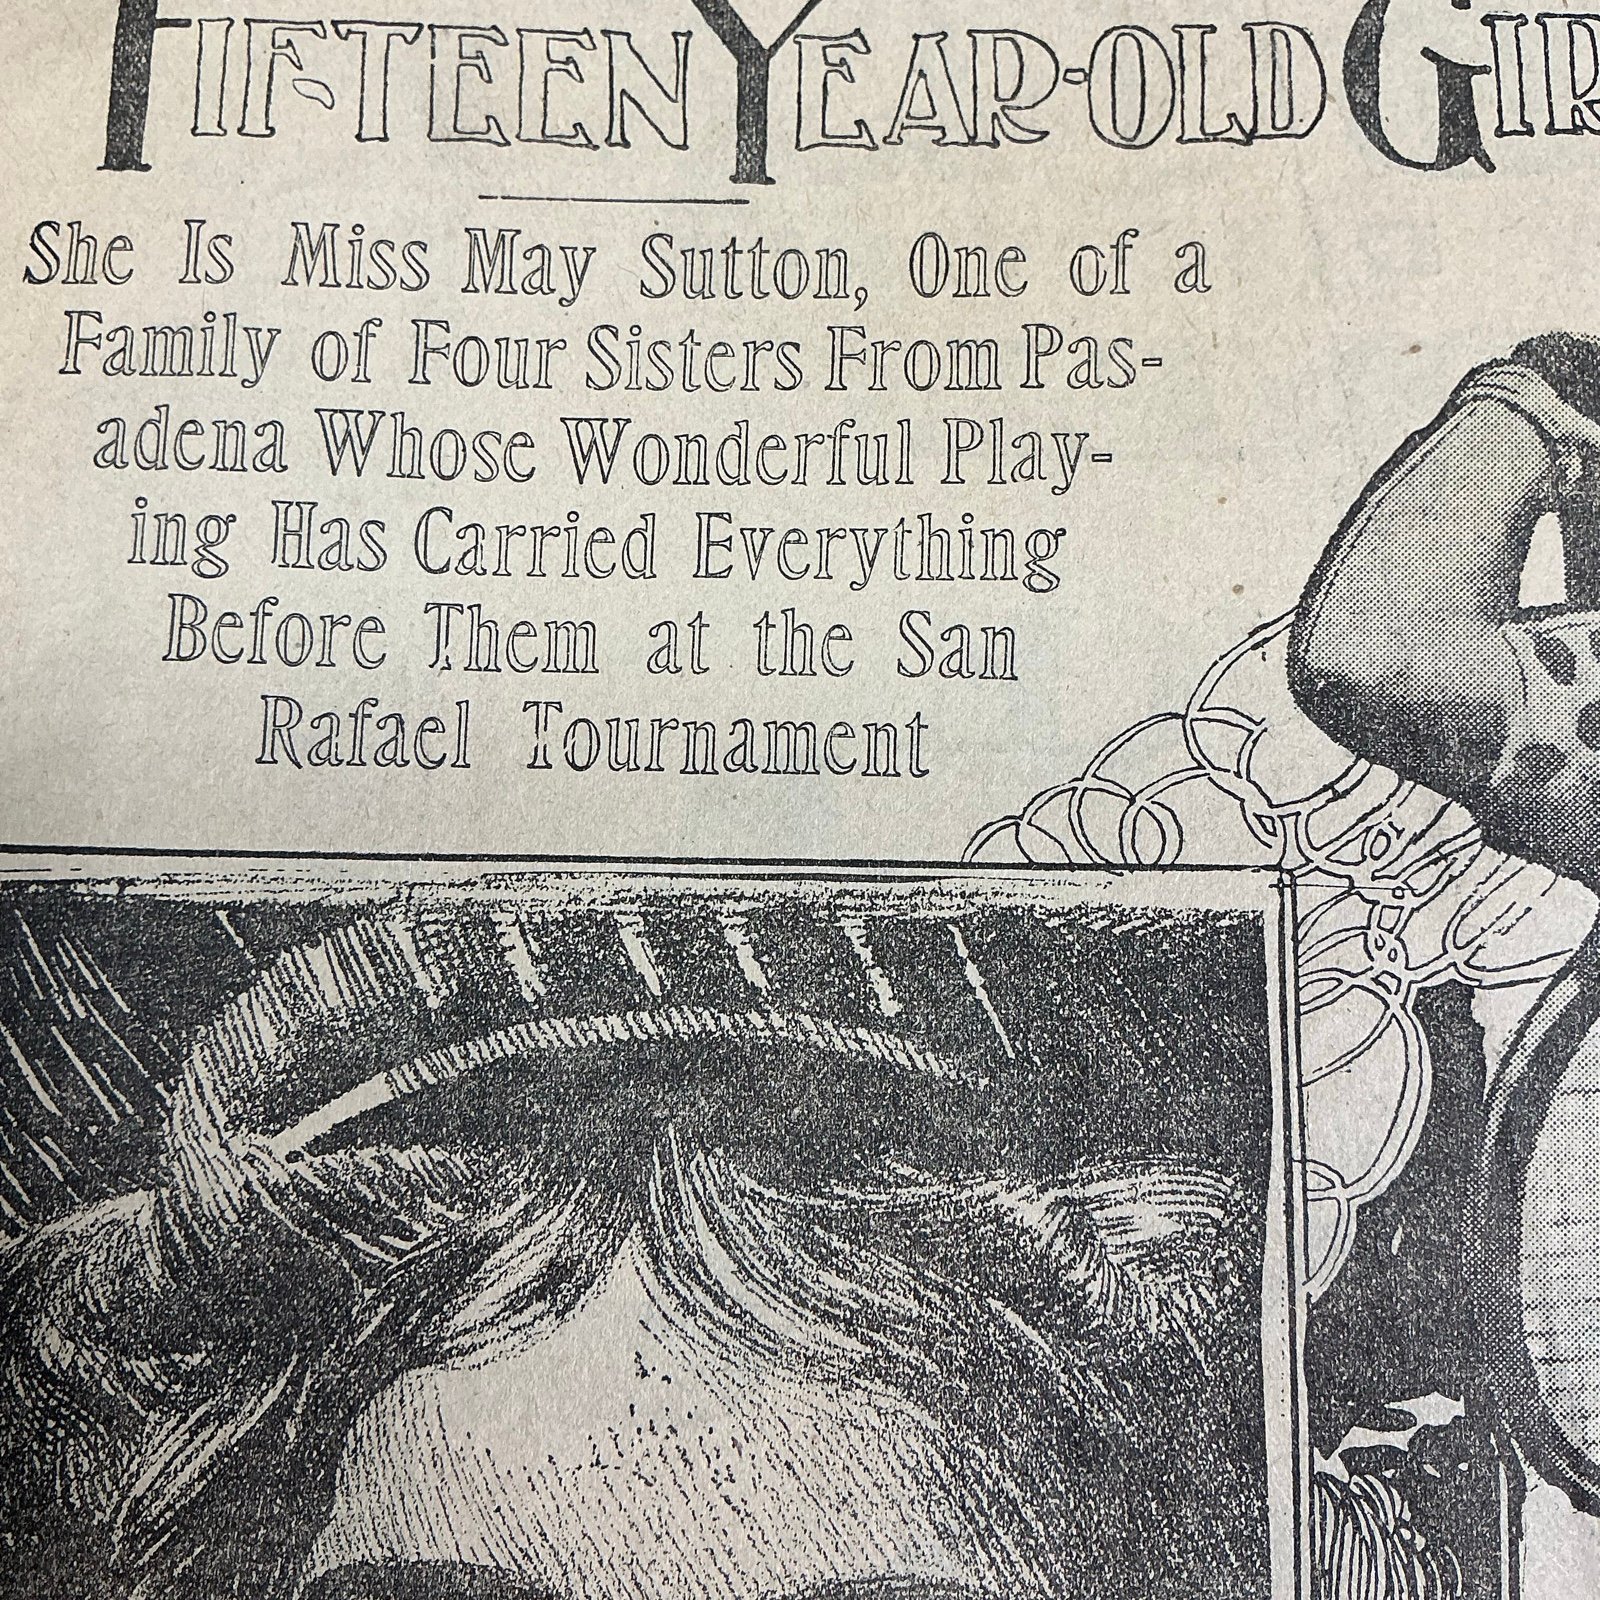 FIFTEEN YEAR-OLD GIR
She Is Miss May Sutton, One of a
Family of Four Sisters From Pas-
adena Whose Wonderful Play-
ing Has Carried Everything
Before Them at the San
Rafael Tournament